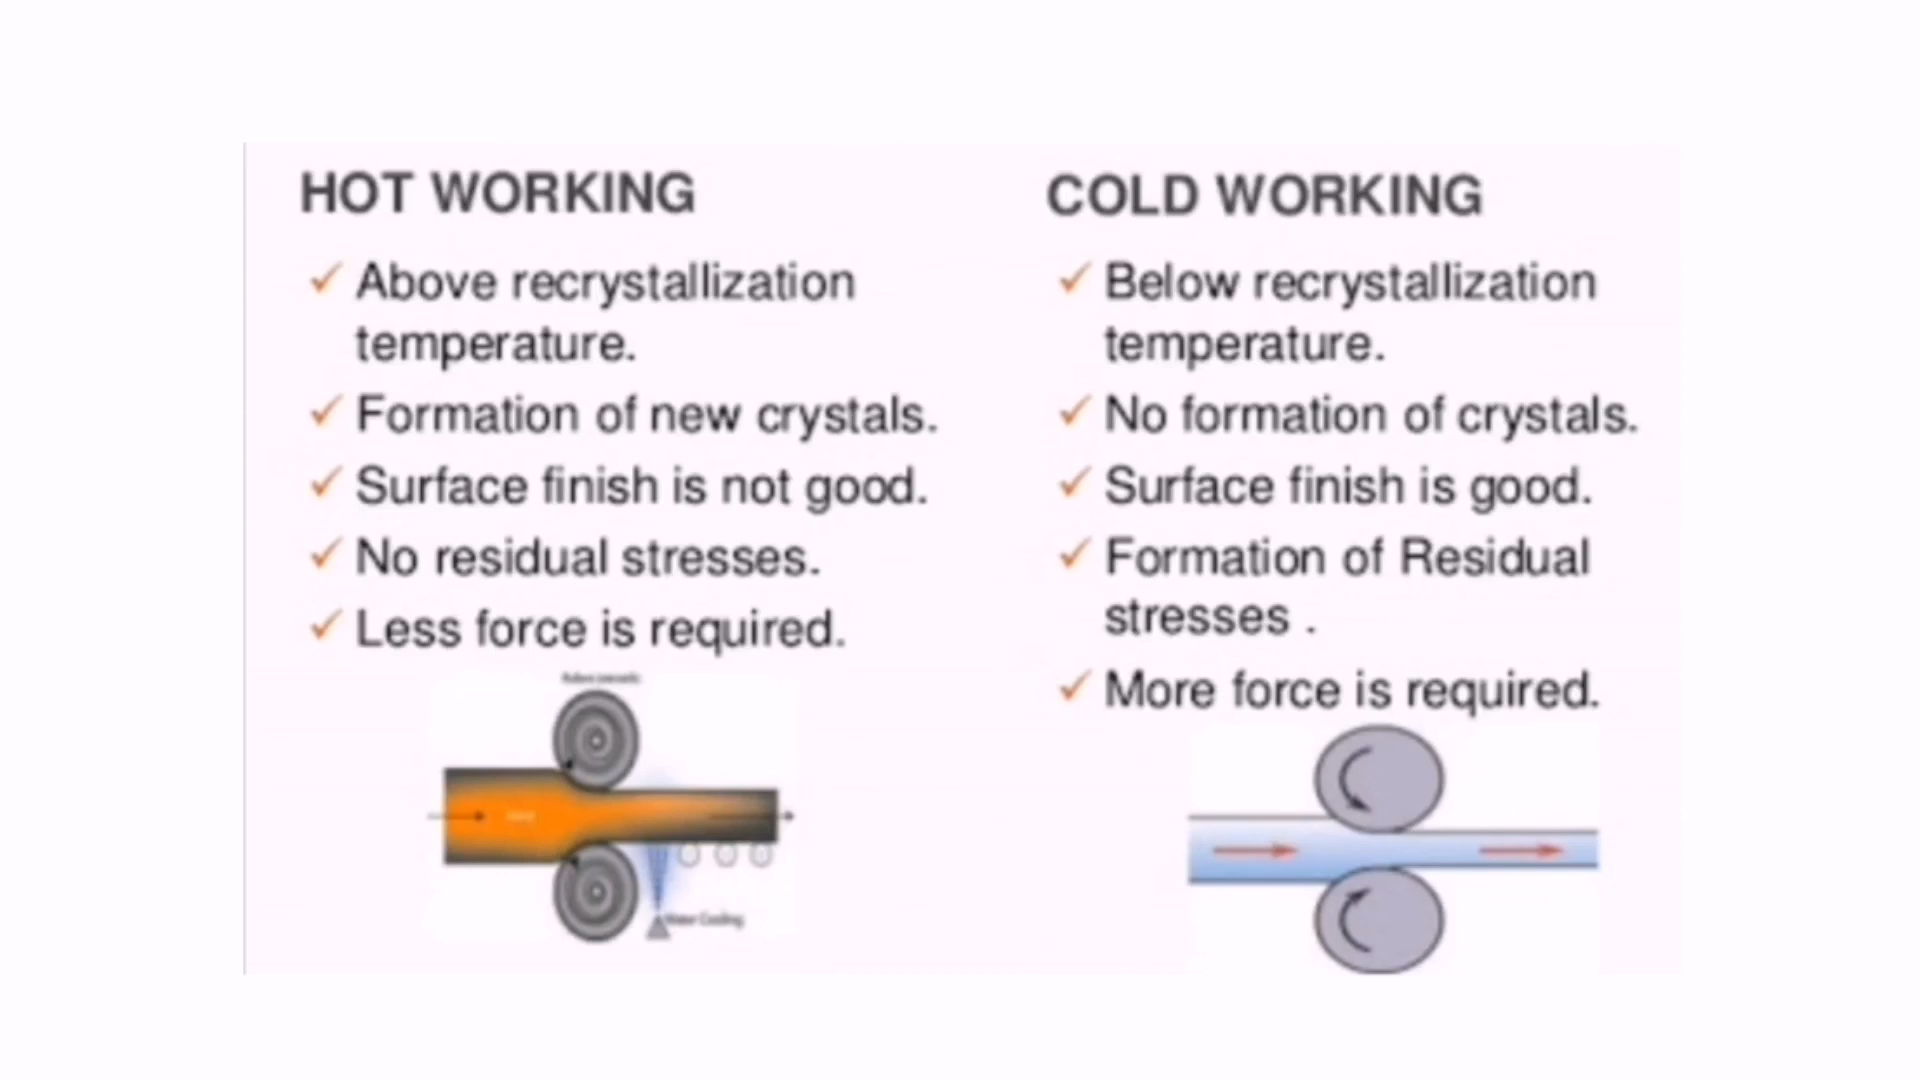 HOT WORKING
Above recrystallization
temperature.
Formation of new crystals.
Surface finish is not good.
No residual stresses.
Less force is required.
Water Cooling
COLD WORKING
Below recrystallization
temperature.
No formation of crystals.
Surface finish is good.
Formation of Residual
stresses .
More force is required.